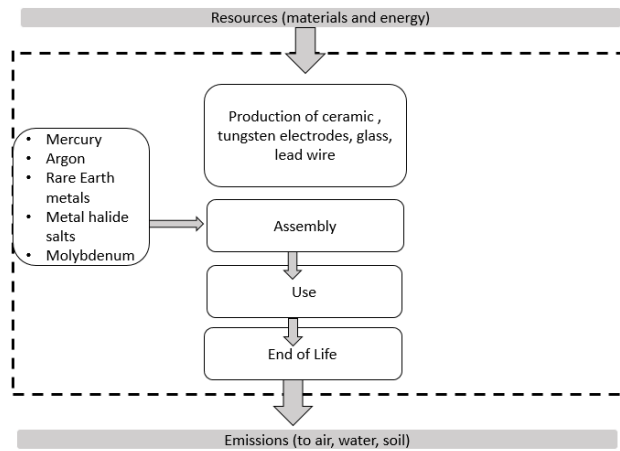 Resources (materials and energy)
Production of ceramic ,
tungsten electrodes, glass,
lead wire
• Mercury
• Argon
• Rare Earth
metals
• Metal halide
salts
• Molybdenum
Assembly
Use
End of Life
Emissions (to air, water, soil)